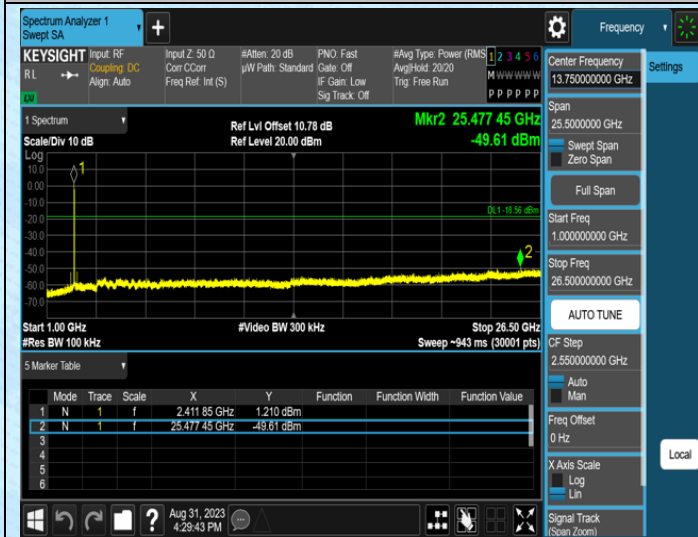 Spectrum Analyzer 1
Swept SA
Frequency
KEYSIGHT
RL
LNI
Input: RF
Coupling: DC
Align: Auto
Input Z: 50 Ω
Corr CCorr
Freq Ref: Int (S)
#Atten: 20 dB
µW Path: Standard
PNO: Fast
Gate: Off
IF Gain: Low
Sig Track: Off
#Avg Type: Power (RMS
Avg|Hold: 20/20
Trig: Free Run
1 2 3 4 5 6
M W W W W W
P P P P P P
1 Spectrum
Scale/Div 10 dB
Ref Lvl Offset 10.78 dB
Ref Level 20.00 dBm
Mkr2 25.477 45 GHz
-49.61 dBm
Log
10.0
0.00
-10.0
-20.0
-30.0
-40.0
-50.0
-60.0
-70.0
1
DL1 -18.56 dBm
2
Start 1.00 GHz
#Video BW 300 kHz
Stop 26.50 GHz
#Res BW 100 kHz
Sweep ~943 ms (30001 pts)
5 Marker Table
Mode Trace Scale X Y Function Function Width Function Value
1 N 1 f 2.411 85 GHz 1.210 dBm
2 N 1 f 25.477 45 GHz -49.61 dBm
3
4
5
6
?
Aug 31, 2023
4:29:43 PM
Center Frequency
13.750000000 GHz
Settings
Span
25.5000000 GHz
Swept Span
Zero Span
Full Span
Start Freq
1.000000000 GHz
Stop Freq
26.500000000 GHz
AUTO TUNE
CF Step
2.550000000 GHz
Auto
Man
Freq Offset
0 Hz
X Axis Scale
Log
Lin
Local
Signal Track
(Span Zoom)